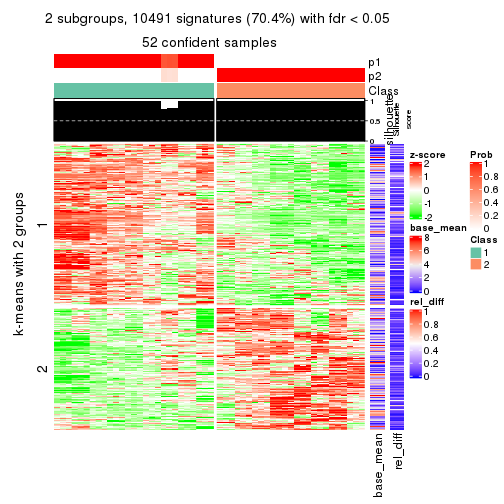 2 subgroups, 10491 signatures (70.4%) with fdr < 0.05
52 confident samples
p1
p2
Class
silhouette
Silhouette
score
1
0.5
0
k-means with 2 groups
1
2
base_mean
rel_diff
z-score
2
1
0
-1
-2
base_mean
8
6
4
2
0
rel_diff
1
0.8
0.6
0.4
0.2
0
Prob
1
0.8
0.6
0.4
0.2
0
Class
1
2